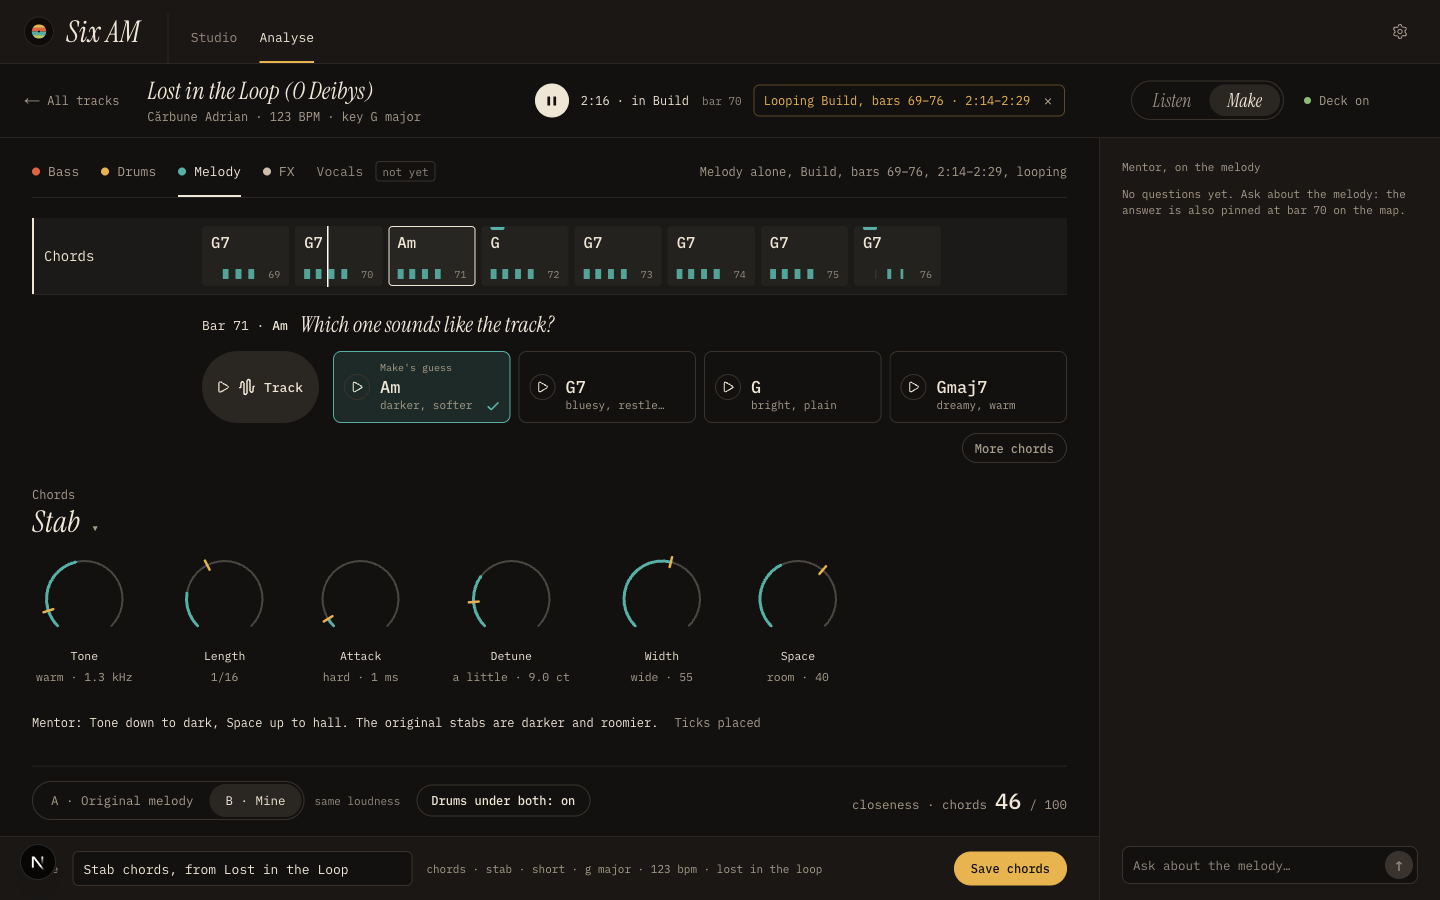 Six AM
Studio
Analyse
← All tracks
Lost in the Loop (O Deibys)
Cărbune Adrian · 123 BPM · key G major
2:16 · in Build bar 70
Looping Build, bars 69–76 · 2:14–2:29 ×
Listen
Make
Deck on
Bass
Drums
Melody
FX
Vocals
not yet
Melody alone, Build, bars 69–76, 2:14–2:29, looping
Chords
G7
69
G7
70
Am
71
G
72
G7
73
G7
74
G7
75
G7
76
Bar 71 · Am Which one sounds like the track?
Track
Make's guess
Am
darker, softer
G7
bluesy, restle…
G
bright, plain
Gmaj7
dreamy, warm
More chords
Chords
Stab
Tone
warm · 1.3 kHz
Length
1/16
Attack
hard · 1 ms
Detune
a little · 9.0 ct
Width
wide · 55
Space
room · 40
Mentor: Tone down to dark, Space up to hall. The original stabs are darker and roomier. Ticks placed
A · Original melody
B · Mine
same loudness
Drums under both: on
closeness · chords 46 / 100
N
Stab chords, from Lost in the Loop
chords · stab · short · g major · 123 bpm · lost in the loop
Save chords
Mentor, on the melody
No questions yet. Ask about the melody: the
answer is also pinned at bar 70 on the map.
Ask about the melody…